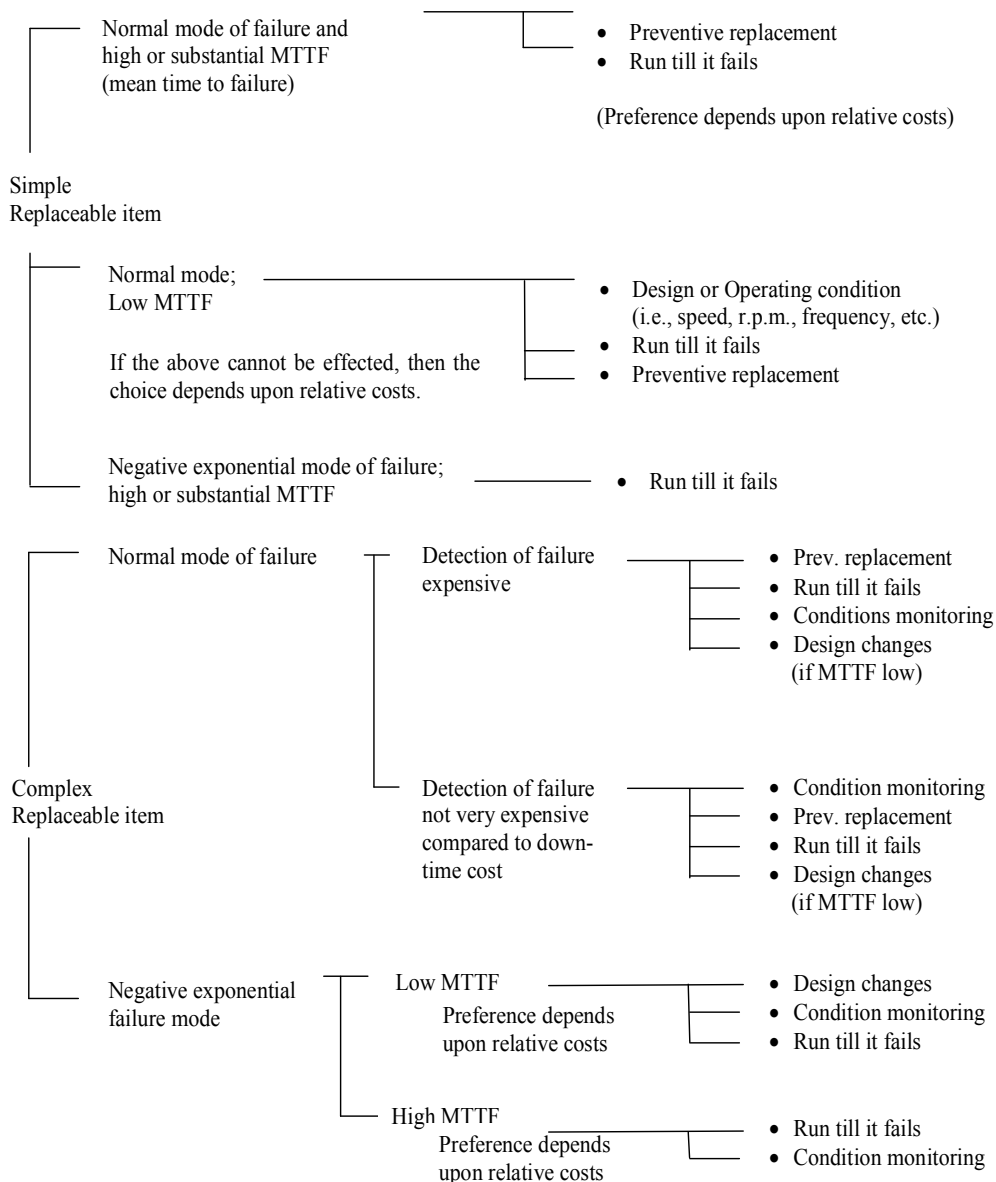 Normal mode of failure and
high or substantial MTTF
(mean time to failure)
• Preventive replacement
• Run till it fails
(Preference depends upon relative costs)
Simple
Replaceable item
Normal mode;
Low MTTF
If the above cannot be effected, then the
choice depends upon relative costs.
• Design or Operating condition
(i.e., speed, r.p.m., frequency, etc.)
• Run till it fails
• Preventive replacement
Negative exponential mode of failure;
high or substantial MTTF
• Run till it fails
Normal mode of failure
Detection of failure
expensive
• Prev. replacement
• Run till it fails
• Conditions monitoring
• Design changes
(if MTTF low)
Complex
Replaceable item
Detection of failure
not very expensive
compared to down-
time cost
• Condition monitoring
• Prev. replacement
• Run till it fails
• Design changes
(if MTTF low)
Negative exponential
failure mode
Low MTTF
Preference depends
upon relative costs
• Design changes
• Condition monitoring
• Run till it fails
High MTTF
Preference depends
upon relative costs
• Run till it fails
• Condition monitoring